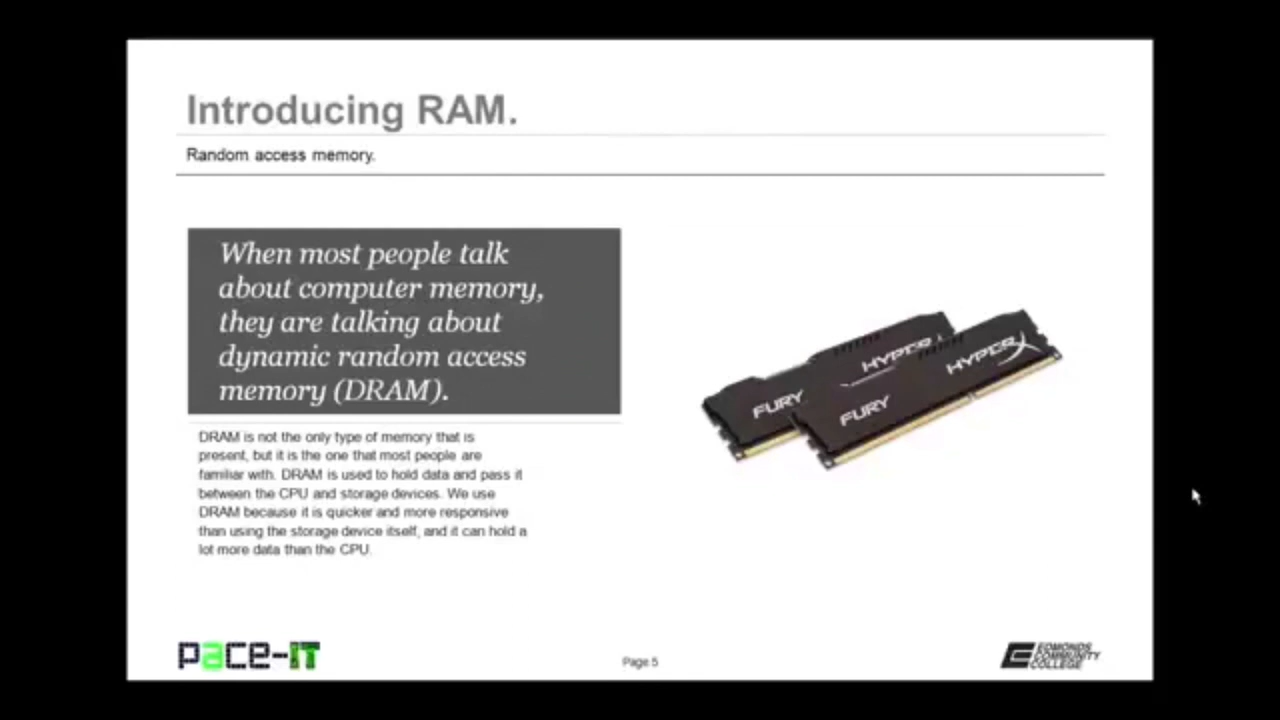 Introducing RAM.
Random access memory.
When most people talk
about computer memory,
they are talking about
dynamic random access
memory (DRAM).
DRAM is not the only type of memory that is
present, but it is the one that most people are
familiar with. DRAM is used to hold data and pass it
between the CPU and storage devices. We use
DRAM because it is quicker and more responsive
than using the storage device itself, and it can hold a
lot more data than the CPU.
FURY HYPERX
FURY HYPERX
pace-IT
Page 5
EDMONDS
COMMUNITY
COLLEGE